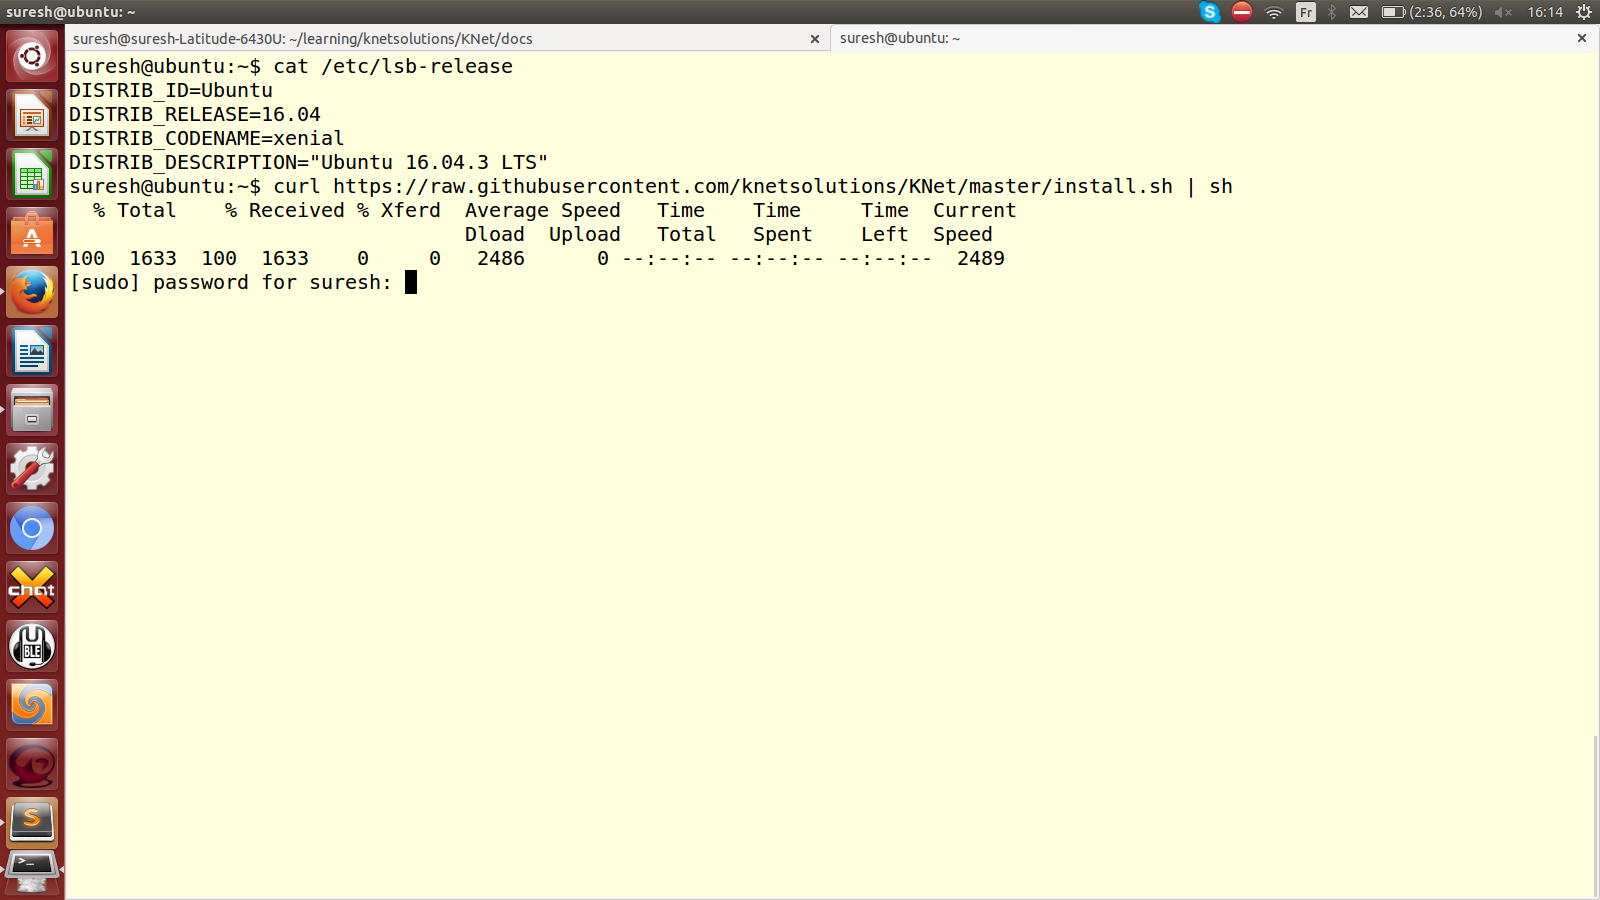 suresh@ubuntu: ~
Fr
(2:36, 64%)
16:14
suresh@suresh-Latitude-6430U: ~/learning/knetsolutions/KNet/docs
suresh@ubuntu: ~
suresh@ubuntu:~$ cat /etc/lsb-release
DISTRIB_ID=Ubuntu
DISTRIB_RELEASE=16.04
DISTRIB_CODENAME=xenial
DISTRIB_DESCRIPTION="Ubuntu 16.04.3 LTS"
suresh@ubuntu:~$ curl https://raw.githubusercontent.com/knetsolutions/KNet/master/install.sh | sh
  % Total    % Received % Xferd  Average Speed   Time    Time     Time  Current
                                 Dload  Upload   Total   Spent    Left  Speed
100  1633  100  1633    0     0   2486      0 --:--:-- --:--:-- --:--:--  2489
[sudo] password for suresh:
chat
U
BLE
S
>_